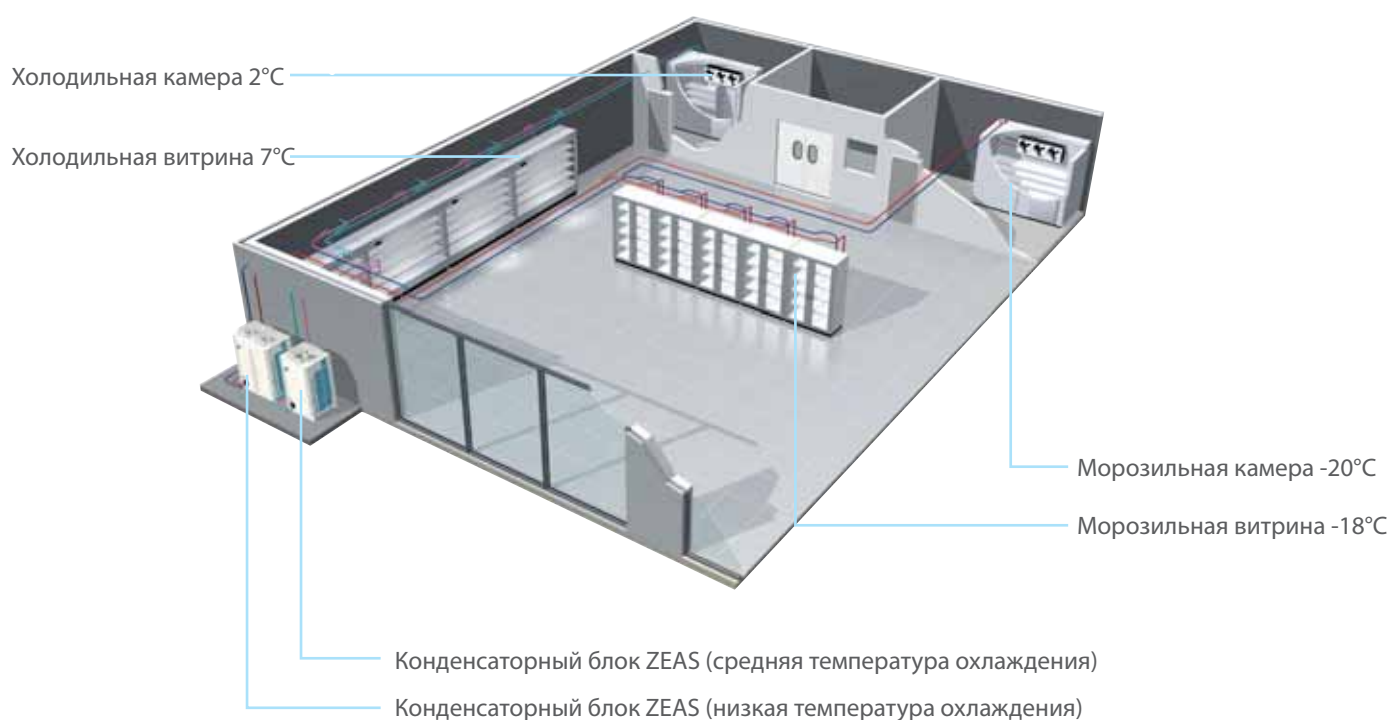 Холодильная камера 2°C
Холодильная витрина 7°C
Морозильная камера -20°C
Морозильная витрина -18°C
Конденсаторный блок ZEAS (средняя температура охлаждения)
Конденсаторный блок ZEAS (низкая температура охлаждения)